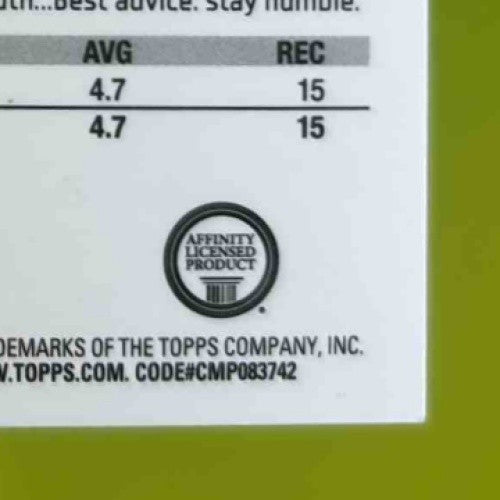 ...Best advice: stay humble.
AVG REC
4.7 15
4.7 15
AFFINITY
LICENSED
PRODUCT
DEMARKS OF THE TOPPS COMPANY, INC.
W.TOPPS.COM. CODE#CMP083742